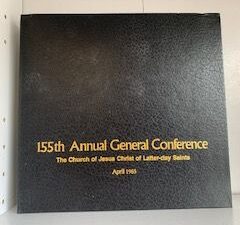 155th Annual General Conference
The Church of Jesus Christ of Latter-day Saints
April 1985